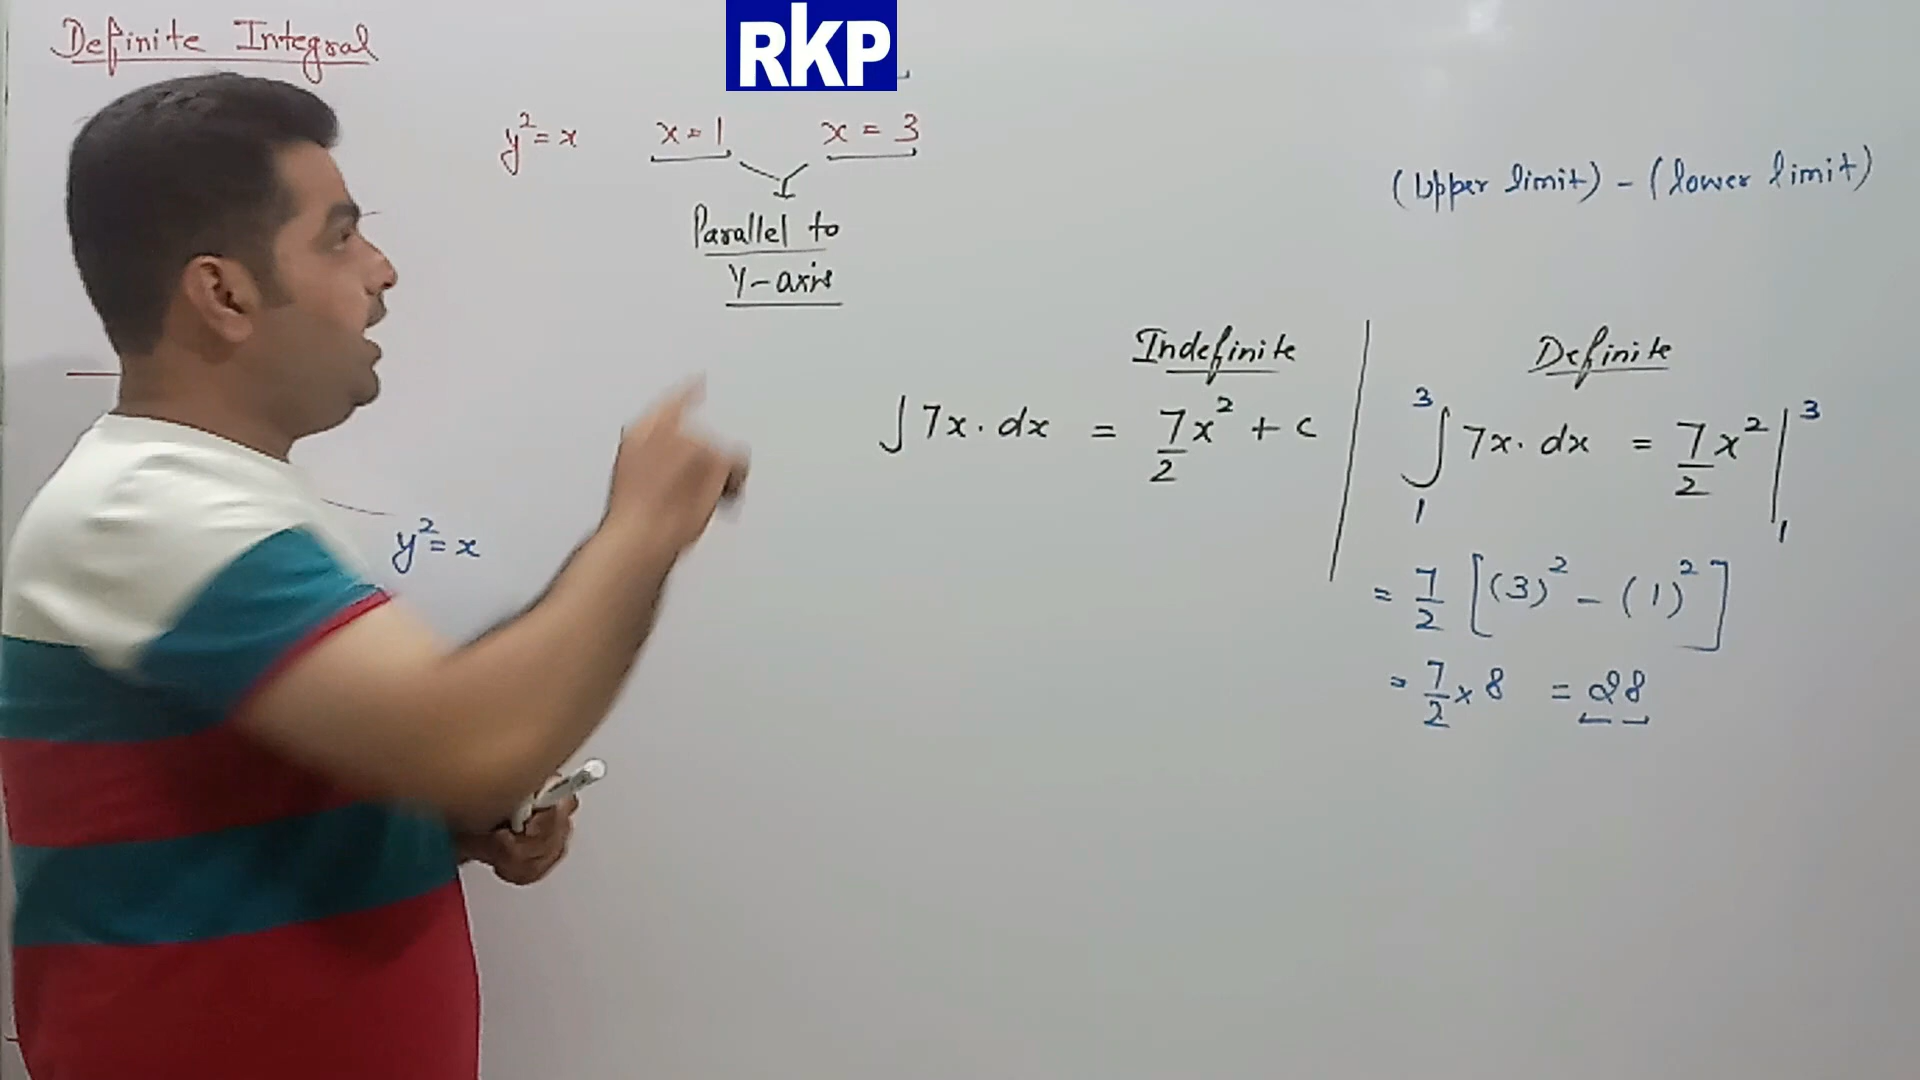 Definite Integral
RKP
y² = x   x = 1   x = 3
Parallel to
Y-axis
(Upper limit) - (lower limit)
Indefinite
∫ 7x. dx = 7/2 x² + c
Definite
∫₁³ 7x. dx = 7/2 x² |₁³
= 7/2 [(3)² - (1)²]
= 7/2 x 8 = 28
y² = x